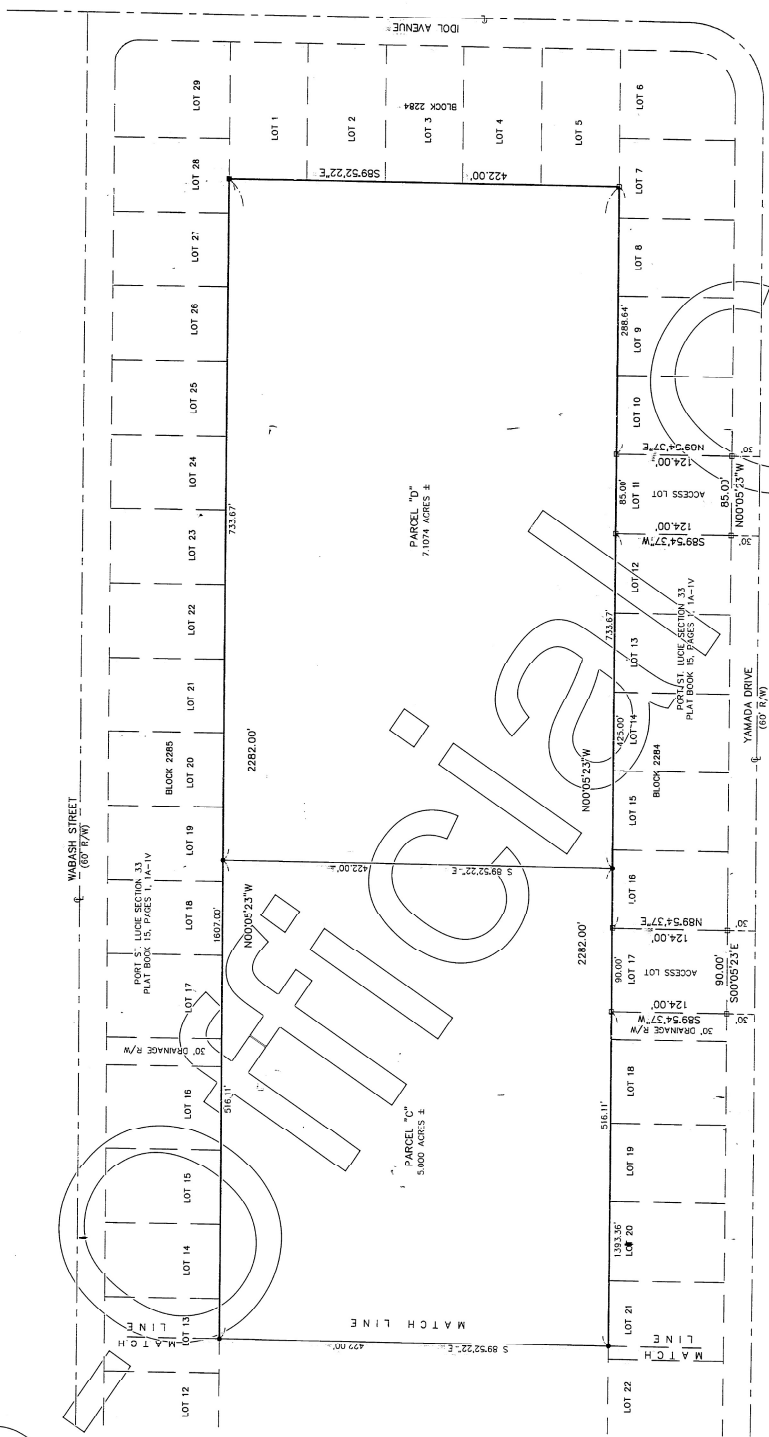 IDOL AVENUE
℄
WABASH STREET
(60' R/W)
℄
LOT 29
LOT 28
LOT 27
LOT 26
LOT 25
LOT 24
LOT 23
LOT 22
LOT 21
LOT 20
BLOCK 2285
LOT 19
LOT 18
PORT ST. LUCIE SECTION 33
PLAT BOOK 15, PAGES 1, 1A-1V
LOT 17
30' DRAINAGE R/W
LOT 16
LOT 15
LOT 14
LOT 13
MATCH
LINE
LOT 12
LOT 1
LOT 2
LOT 3
BLOCK 2284
LOT 4
LOT 5
LOT 6
S89°52'22"E
422.00'
733.67'
PARCEL "D"
7.1074 ACRES ±
2282.00'
1607.00'
N00°05'23"W
S 89°52'22" E
422.00'
516.11'
PARCEL "C"
5.000 ACRES ±
MATCH LINE
S 89°52'22" E
422.00'
2282.00'
N00°05'23"W
733.67'
425.00'
516.11'
1393.36'
LOT 7
LOT 8
288.64'
LOT 9
LOT 10
124.00'
85.00'
LOT 11
ACCESS LOT
124.00'
S89°54'37"W
30'
85.00'
N00°05'23"W
30'
LOT 12
LOT 13
PORT ST. LUCIE SECTION 33
PLAT BOOK 15, PAGES 1, 1A-1V
LOT 14
BLOCK 2284
LOT 15
LOT 16
N89°54'37"E
124.00'
90.00'
LOT 17
ACCESS LOT
124.00'
S89°54'37"W
30'
90.00'
S00°05'23"E
30'
30' DRAINAGE R/W
LOT 18
LOT 19
LOT 20
LOT 21
MATCH
LINE
LOT 22
YAMADA DRIVE
(60' R/W)
℄
Official